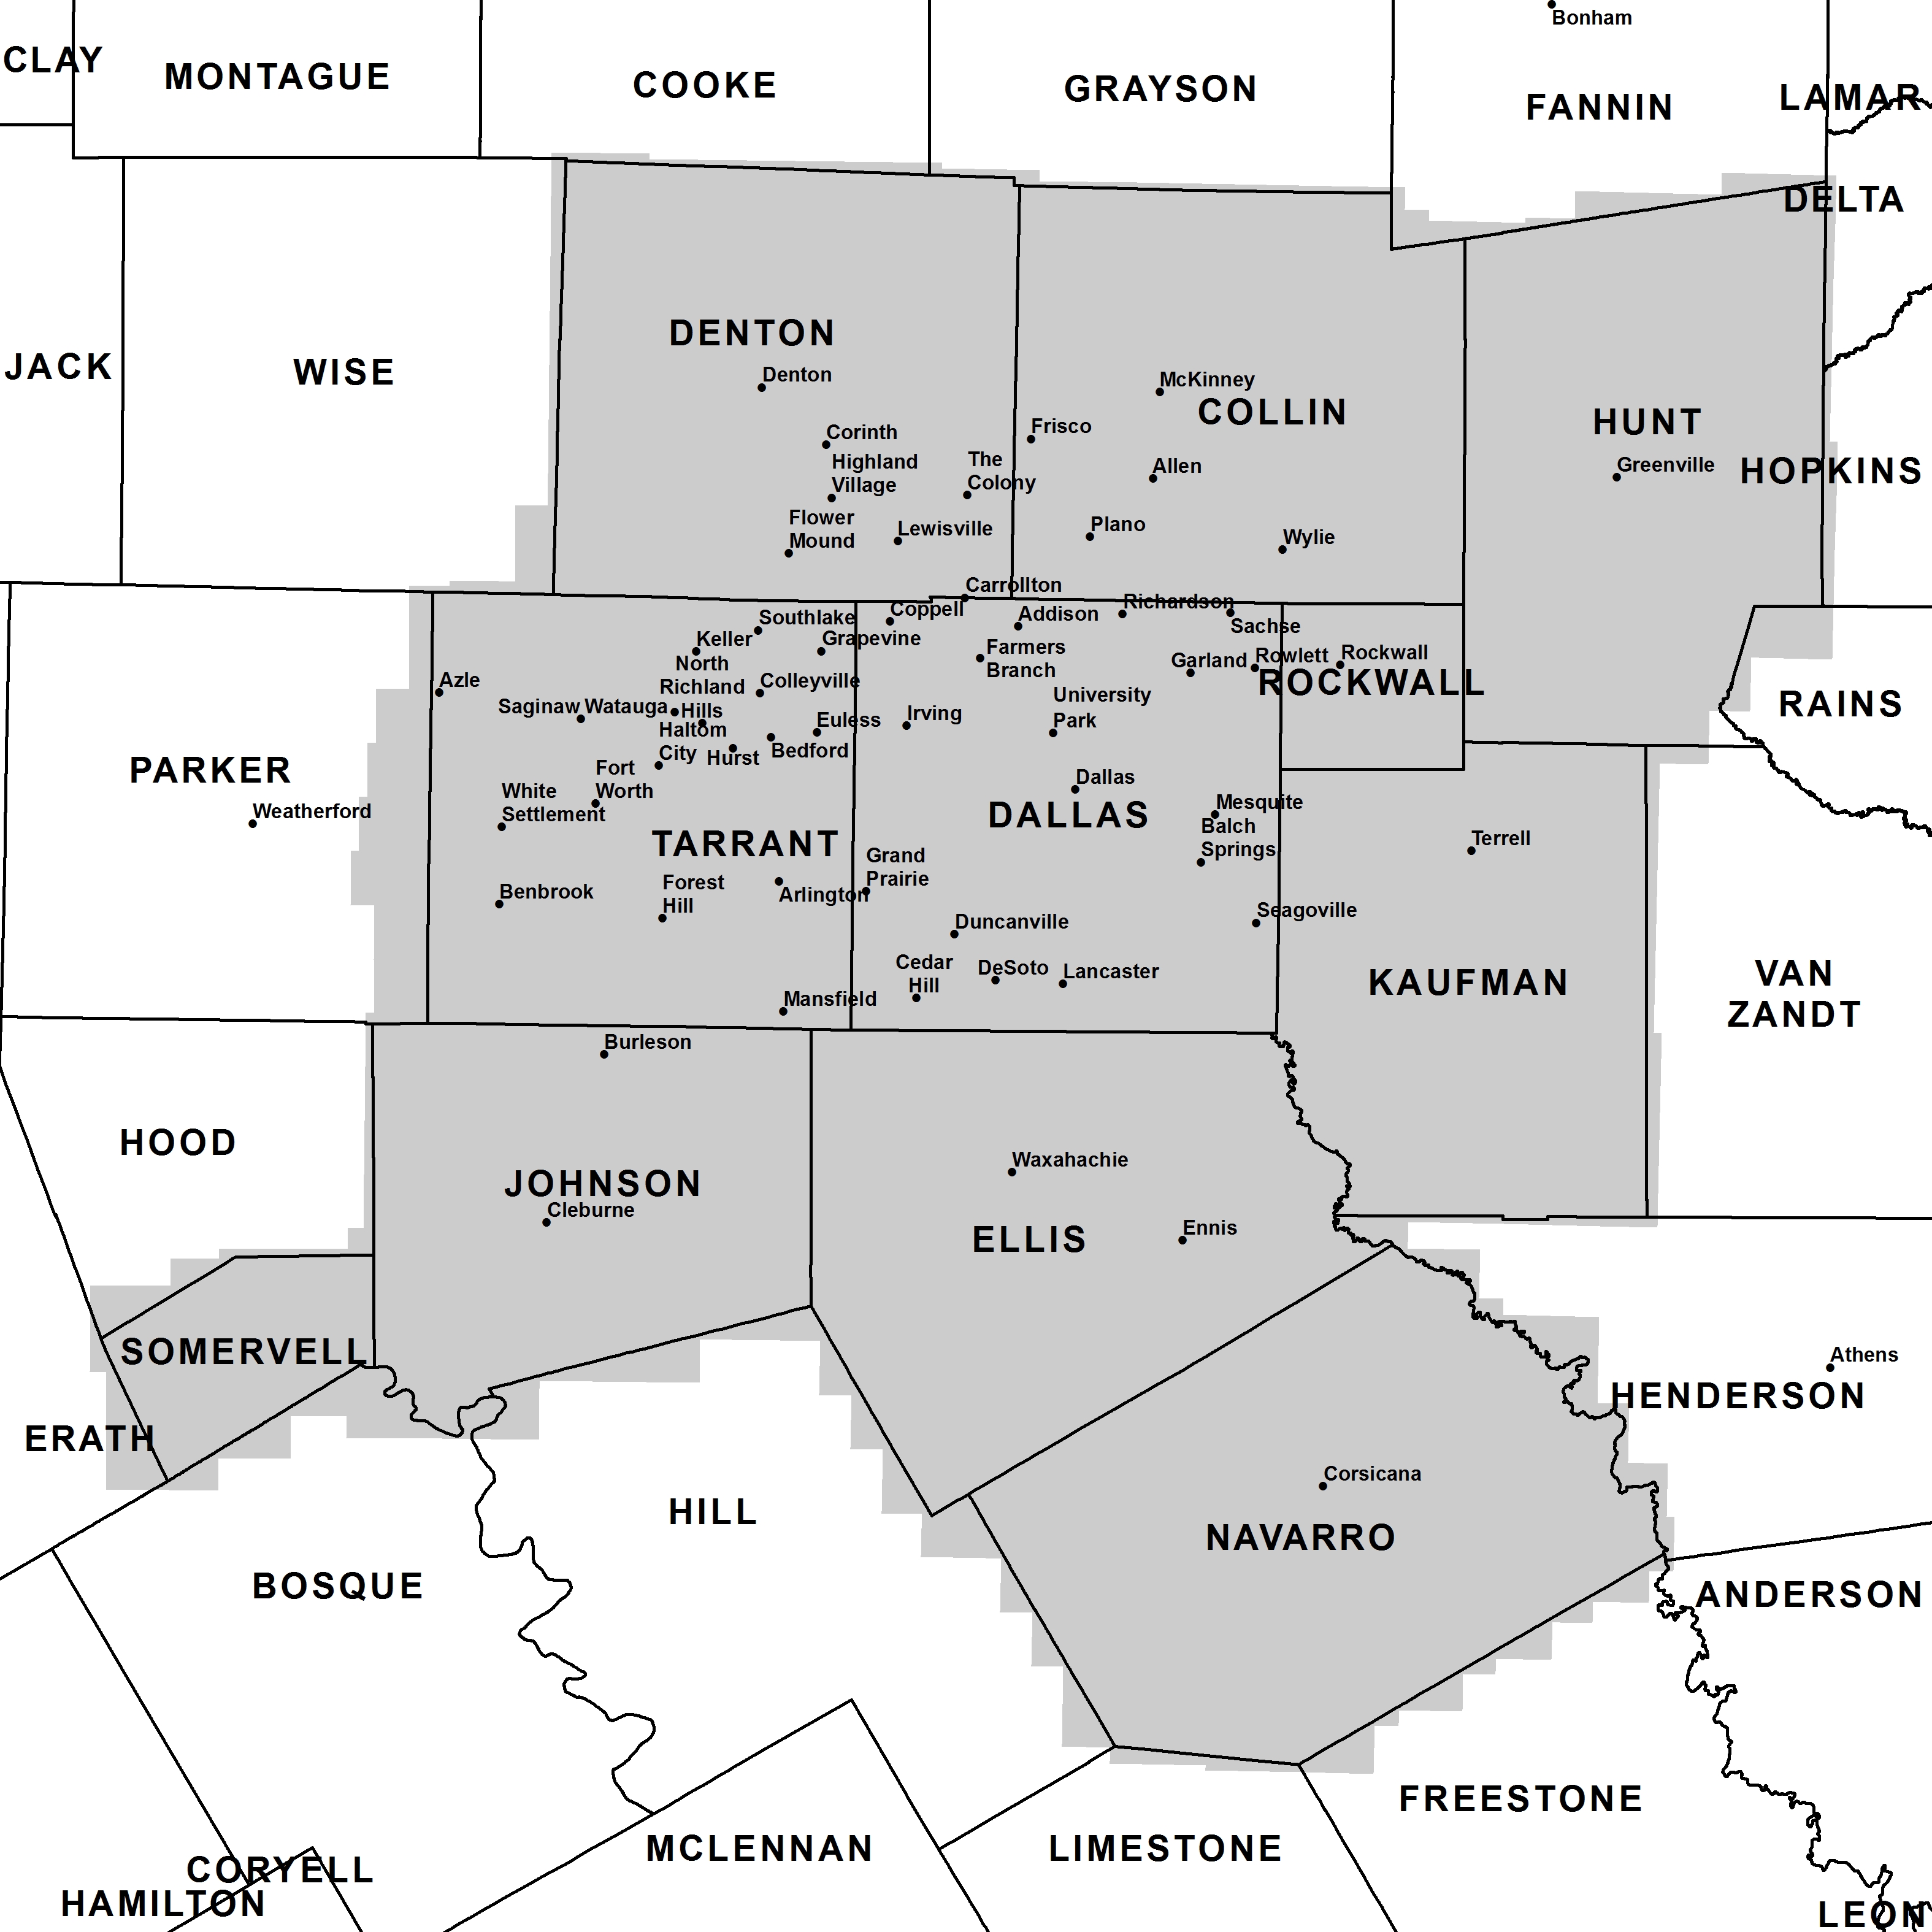 Bonham
CLAY
MONTAGUE
COOKE
GRAYSON
FANNIN
LAMAR
DELTA
JACK
WISE
DENTON
Denton
McKinney
COLLIN
HUNT
Frisco
Corinth
Highland
Village
The
Colony
Allen
Greenville
HOPKINS
Flower
Mound
Lewisville
Plano
Wylie
Carrollton
Coppell
Addison
Richardson
Sachse
Southlake
Keller
Grapevine
Farmers
Branch
Garland
Rowlett
Rockwall
ROCKWALL
North
Richland
Hills
Colleyville
Azle
Saginaw
Watauga
Haltom
City
Hurst
Bedford
Euless
Irving
University
Park
RAINS
PARKER
Weatherford
Fort
Worth
White
Settlement
TARRANT
Dallas
DALLAS
Mesquite
Balch
Springs
Terrell
Grand
Prairie
Benbrook
Forest
Hill
Arlington
Duncanville
Seagoville
Cedar
Hill
DeSoto
Lancaster
KAUFMAN
VAN
ZANDT
Mansfield
Burleson
HOOD
JOHNSON
Cleburne
Waxahachie
ELLIS
Ennis
SOMERVELL
Athens
HENDERSON
ERATH
HILL
Corsicana
NAVARRO
BOSQUE
ANDERSON
FREESTONE
MCLENNAN
LIMESTONE
CORYELL
HAMILTON
LEON